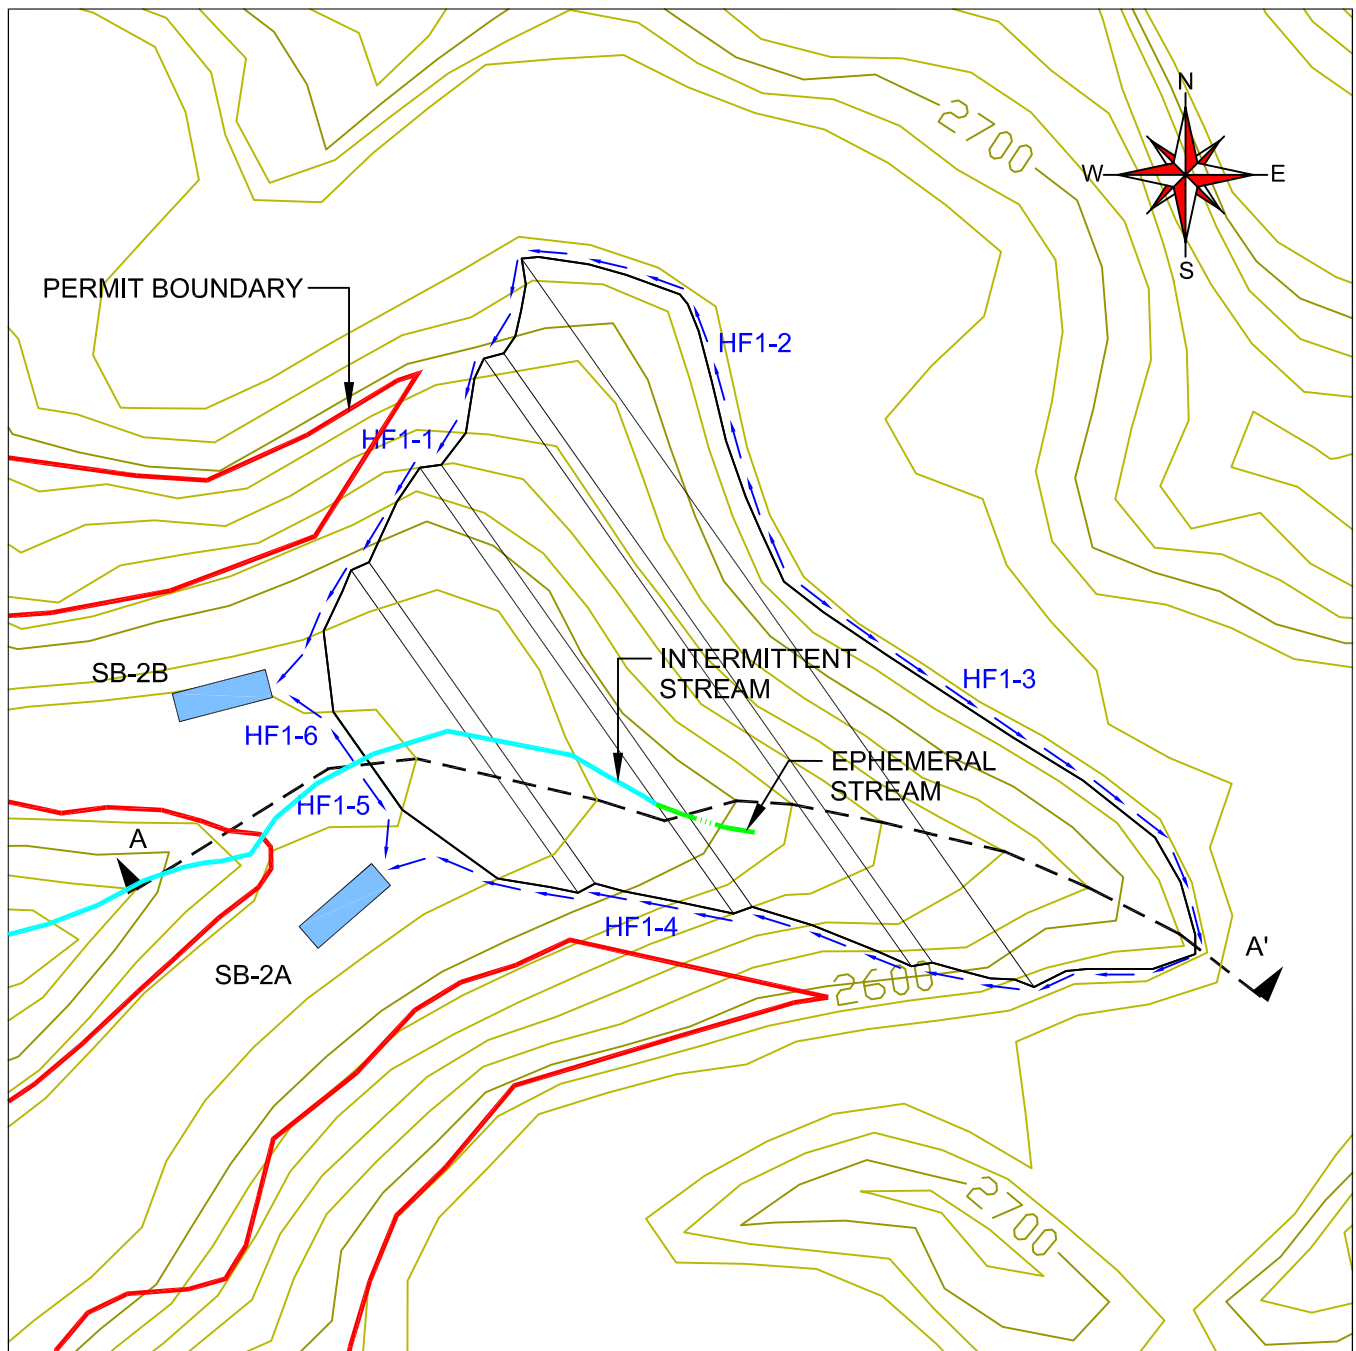 2700
N
W
E
S
PERMIT BOUNDARY
HF1-2
HF1-1
INTERMITTENT
STREAM
SB-2B
HF1-3
HF1-6
EPHEMERAL
STREAM
HF1-5
A
HF1-4
A'
SB-2A
2600
2700